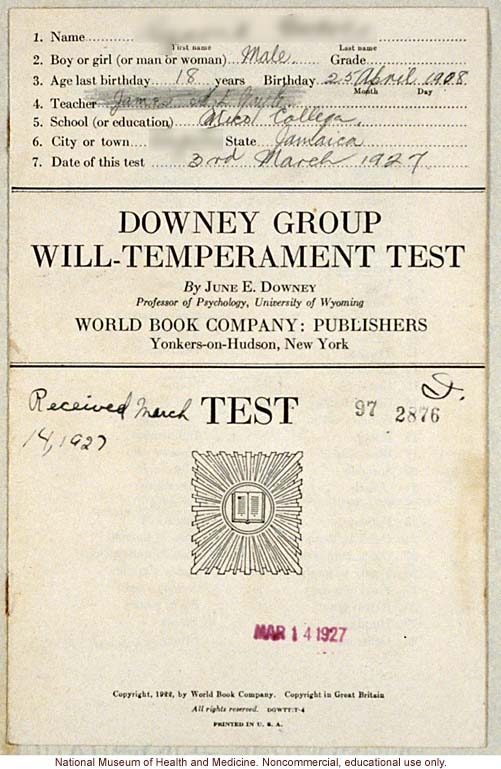 1. Name
First name Last name
2. Boy or girl (or man or woman) Male Grade
3. Age last birthday 18 years Birthday 25 April 1908
Month Day
4. Teacher James
5. School (or education) Mico College.
6. City or town State Jamaica
7. Date of this test 3rd March 1927
DOWNEY GROUP
WILL-TEMPERAMENT TEST
By JUNE E. DOWNEY
Professor of Psychology, University of Wyoming
WORLD BOOK COMPANY: PUBLISHERS
Yonkers-on-Hudson, New York
Received March
14, 1927
TEST
97 2876
D.
MAR 14 1927
Copyright, 1922, by World Book Company. Copyright in Great Britain
All rights reserved. DGWTT:T-4
PRINTED IN U. S. A.
National Museum of Health and Medicine. Noncommercial, educational use only.